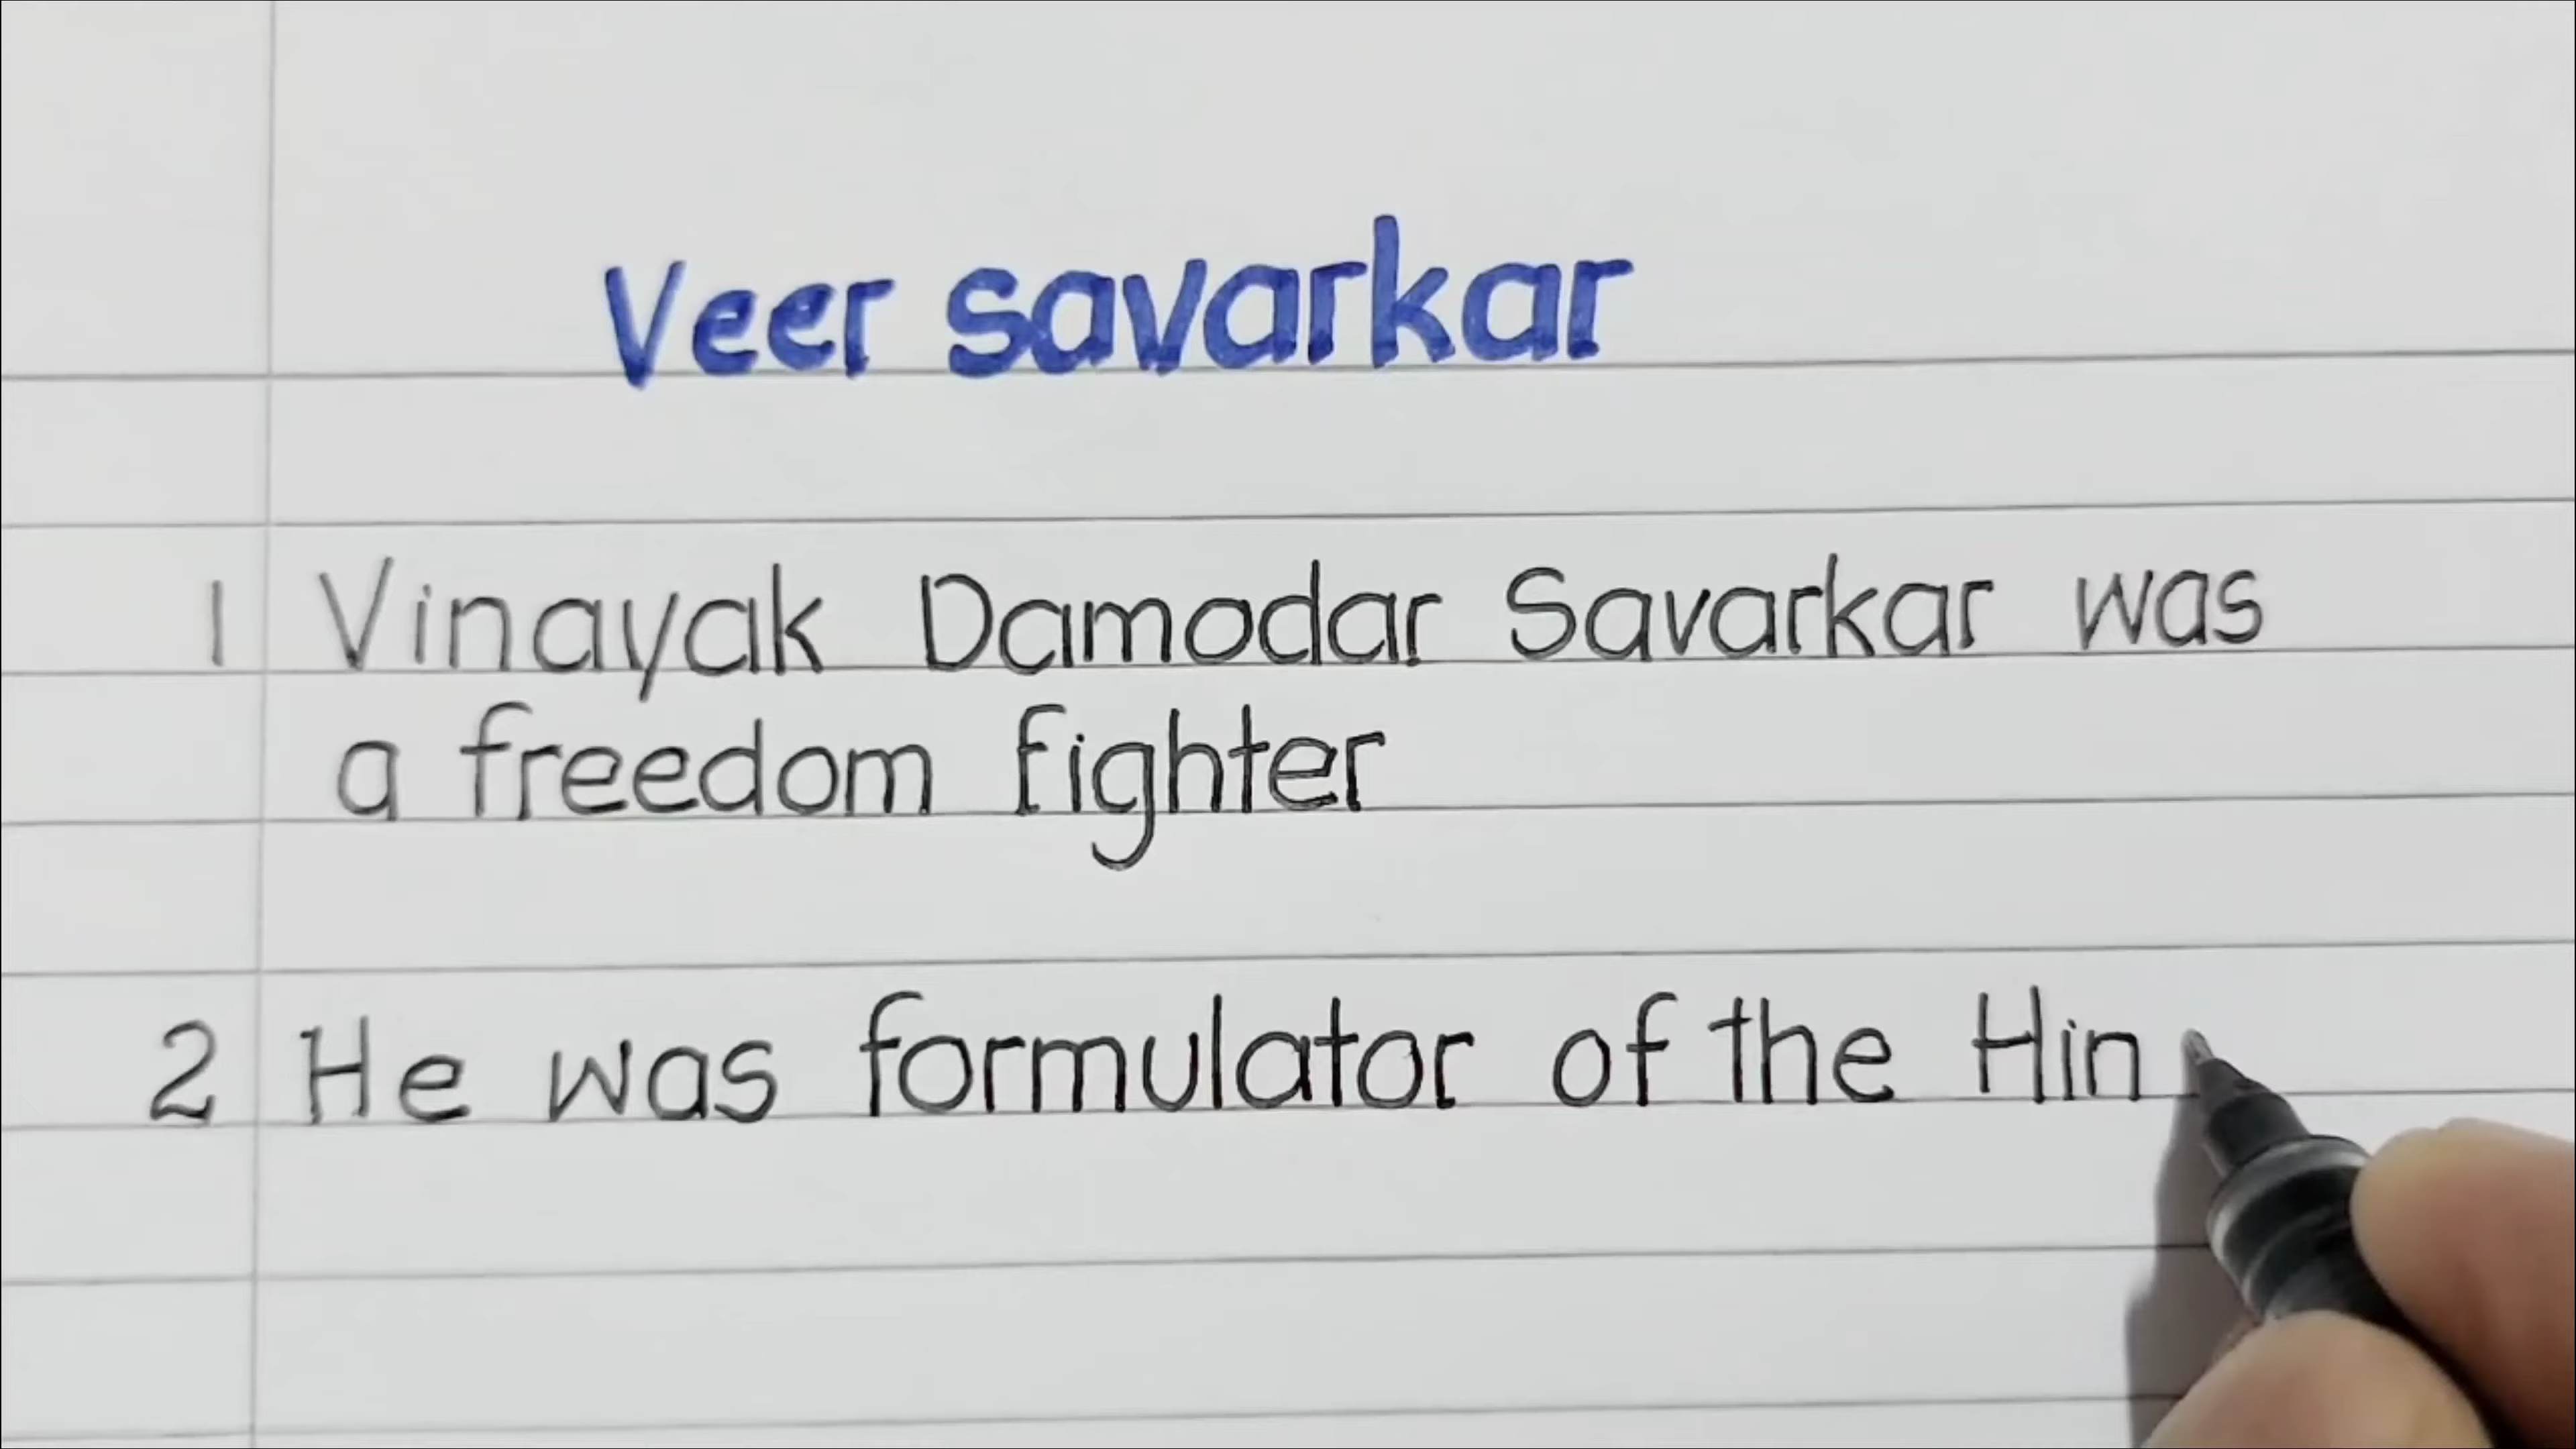 Veer savarkar
1 Vinayak Damodar Savarkar was
a freedom fighter
2 He was formulator of the Hin